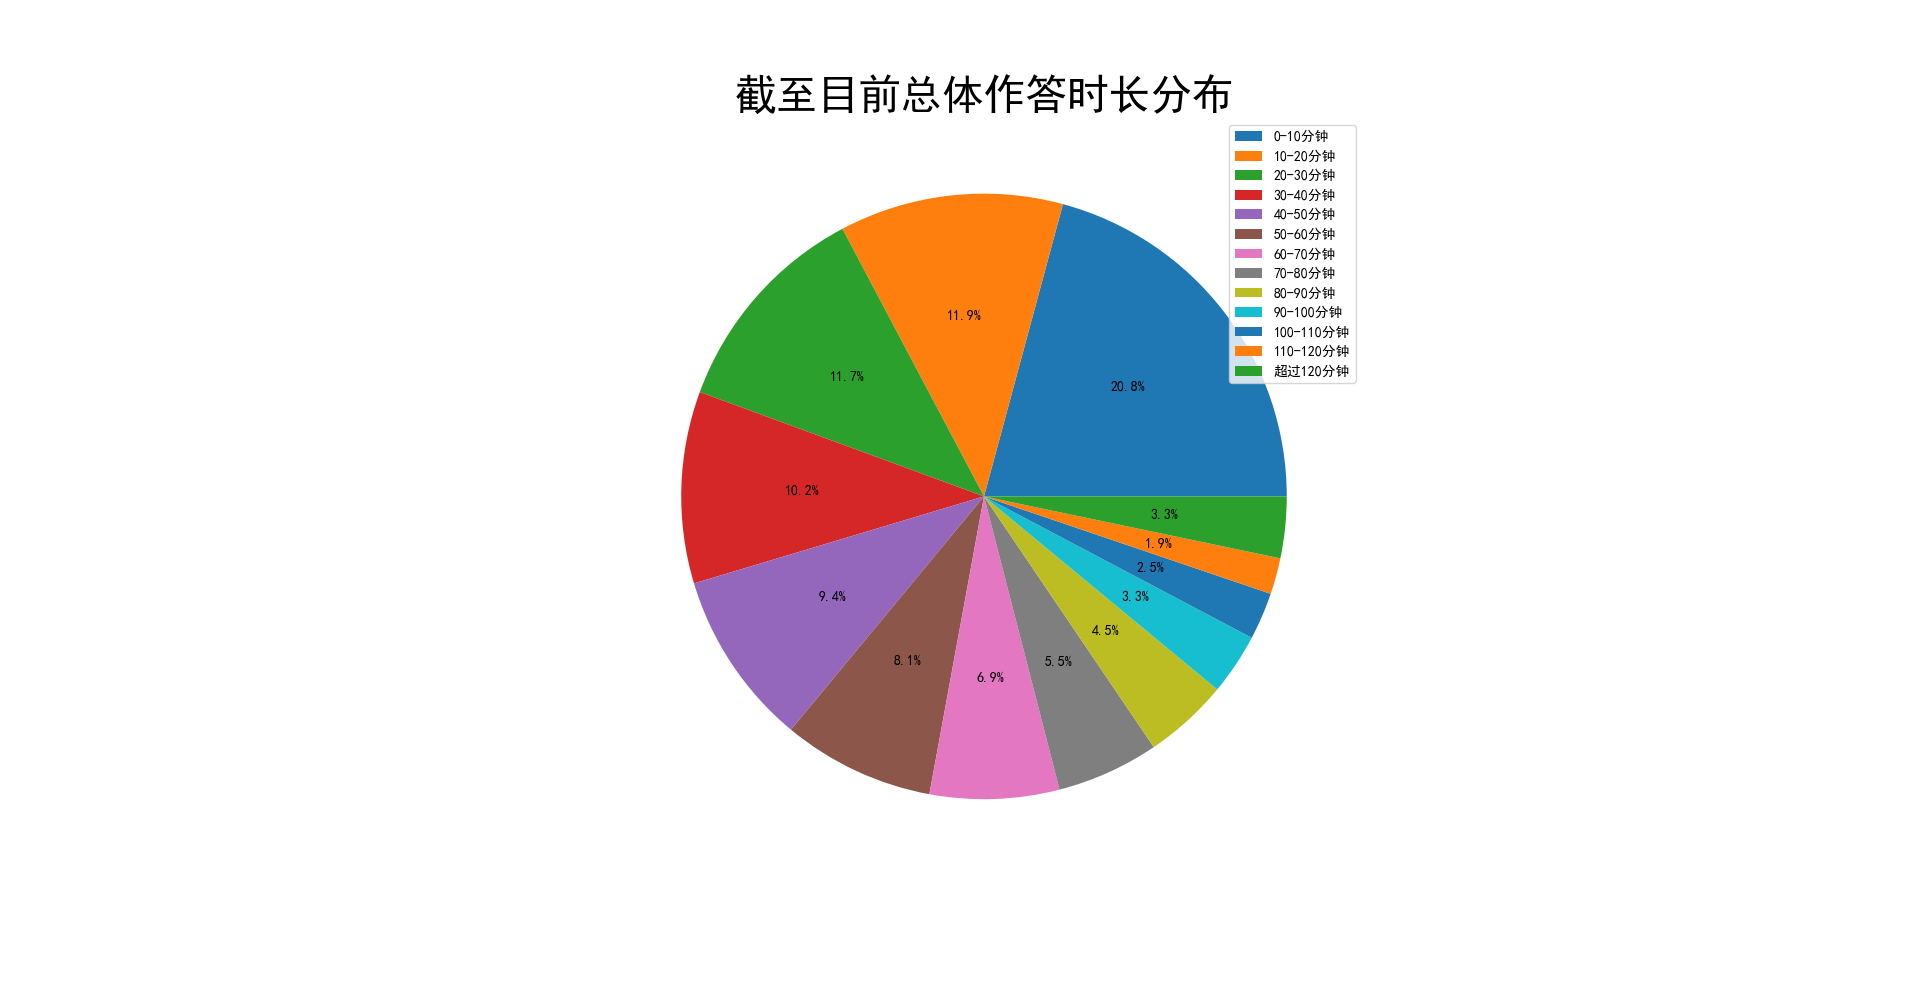 截至目前总体作答时长分布
0-10分钟
10-20分钟
20-30分钟
30-40分钟
40-50分钟
50-60分钟
60-70分钟
70-80分钟
80-90分钟
90-100分钟
100-110分钟
110-120分钟
超过120分钟
20.8%
11.9%
11.7%
10.2%
9.4%
8.1%
6.9%
5.5%
4.5%
3.3%
2.5%
1.9%
3.3%